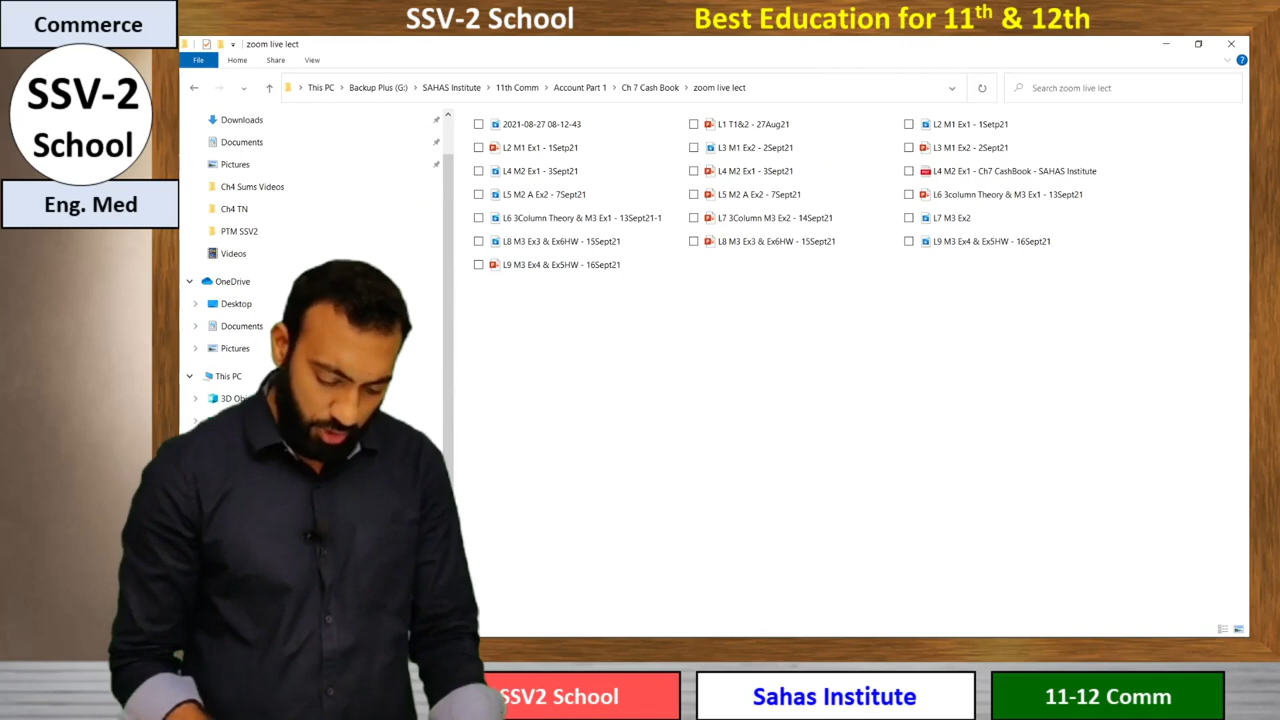 Commerce
SSV-2
School
Eng. Med
SSV-2 School
Best Education for 11th & 12th
zoom live lect
File
Home
Share
View
This PC > Backup Plus (G:) > SAHAS Institute > 11th Comm > Account Part 1 > Ch 7 Cash Book > zoom live lect
Search zoom live lect
Downloads
Documents
Pictures
Ch4 Sums Videos
Ch4 TN
PTM SSV2
Videos
OneDrive
Desktop
Documents
Pictures
This PC
2021-08-27 08-12-43
L1 T1&2 - 27Aug21
L2 M1 Ex1 - 1Setp21
L2 M1 Ex1 - 1Setp21
L3 M1 Ex2 - 2Sept21
L3 M1 Ex2 - 2Sept21
L4 M2 Ex1 - 3Sept21
L4 M2 Ex1 - 3Sept21
L4 M2 Ex1 - Ch7 CashBook - SAHAS Institute
L5 M2 A Ex2 - 7Sept21
L5 M2 A Ex2 - 7Sept21
L6 3column Theory & M3 Ex1 - 13Sept21
L6 3Column Theory & M3 Ex1 - 13Sept21-1
L7 3Column M3 Ex2 - 14Sept21
L7 M3 Ex2
L8 M3 Ex3 & Ex6HW - 15Sept21
L8 M3 Ex3 & Ex6HW - 15Sept21
L9 M3 Ex4 & Ex5HW - 16Sept21
L9 M3 Ex4 & Ex5HW - 16Sept21
SSV2 School
Sahas Institute
11-12 Comm